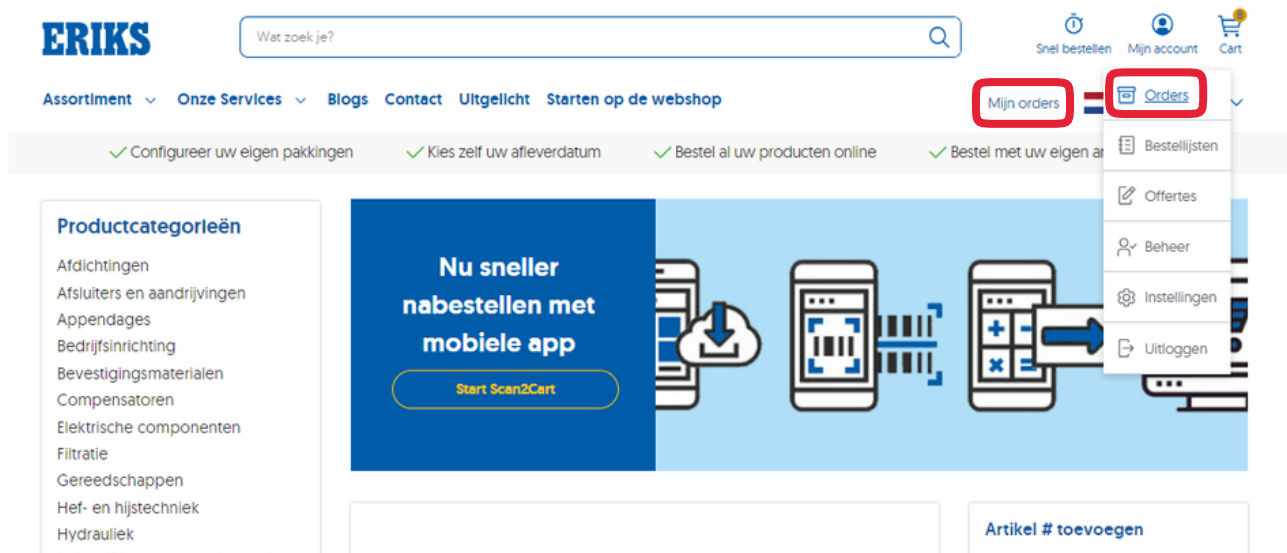 ERIKS
Wat zoek je?
8
Snel bestellen
Mijn account
Cart
Assortiment
Onze Services
Blogs
Contact
Uitgelicht
Starten op de webshop
Mijn orders
Orders
Bestellijsten
Offertes
Beheer
Instellingen
Uitloggen
Configureer uw eigen pakkingen
Kies zelf uw afleverdatum
Bestel al uw producten online
Bestel met uw eigen
Productcategorieën
Afdichtingen
Afsluiters en aandrijvingen
Appendages
Bedrijfsinrichting
Bevestigingsmaterialen
Compensatoren
Elektrische componenten
Filtratie
Gereedschappen
Hef- en hijstechniek
Hydrauliek
Nu sneller
nabestellen met
mobiele app
Start Scan2Cart
Artikel # toevoegen